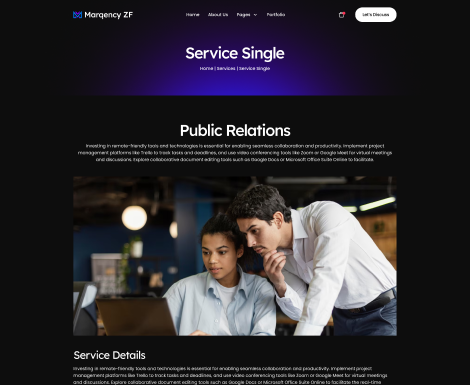 Marqency ZF
Home About Us Pages Portfolio
Let's Discuss
Service Single
Home | Services | Service Single
Public Relations
Investing in remote-friendly tools and technologies is essential for enabling seamless collaboration and productivity. Implement project
management platforms like Trello to track tasks and deadlines, and use video conferencing tools like Zoom or Google Meet for virtual meetings
and discussions. Explore collaborative document editing tools such as Google Docs or Microsoft Office Suite Online to facilitate.
Service Details
Investing in remote-friendly tools and technologies is essential for enabling seamless collaboration and productivity. Implement project
management platforms like Trello to track tasks and deadlines, and use video conferencing tools like Zoom or Google Meet for virtual meetings
and discussions. Explore collaborative document editing tools such as Google Docs or Microsoft Office Suite Online to facilitate the real-time